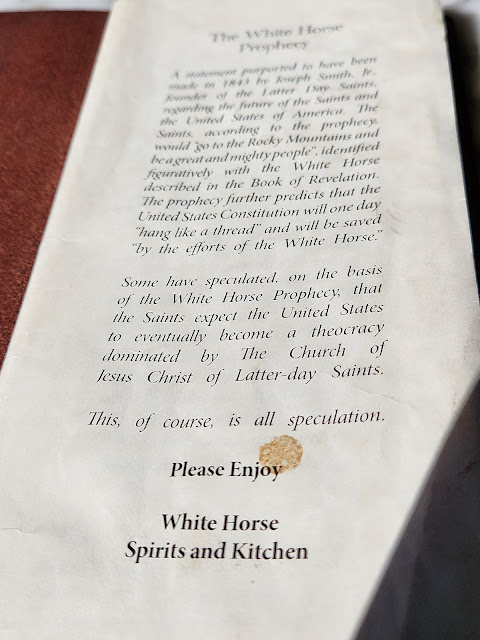 The White Horse
Prophecy
A statement purported to have been
made in 1843 by Joseph Smith, Jr.,
founder of the Latter Day Saints,
regarding the future of the Saints and
the United States of America. The
Saints, according to the prophecy,
would "go to the Rocky Mountains and
be a great and mighty people", identified
figuratively with the White Horse
described in the Book of Revelation.
The prophecy further predicts that the
United States Constitution will one day
"hang like a thread" and will be saved
"by the efforts of the White Horse."
Some have speculated, on the basis
of the White Horse Prophecy, that
the Saints expect the United States
to eventually become a theocracy
dominated by The Church of
Jesus Christ of Latter-day Saints.
This, of course, is all speculation.
Please Enjoy
White Horse
Spirits and Kitchen